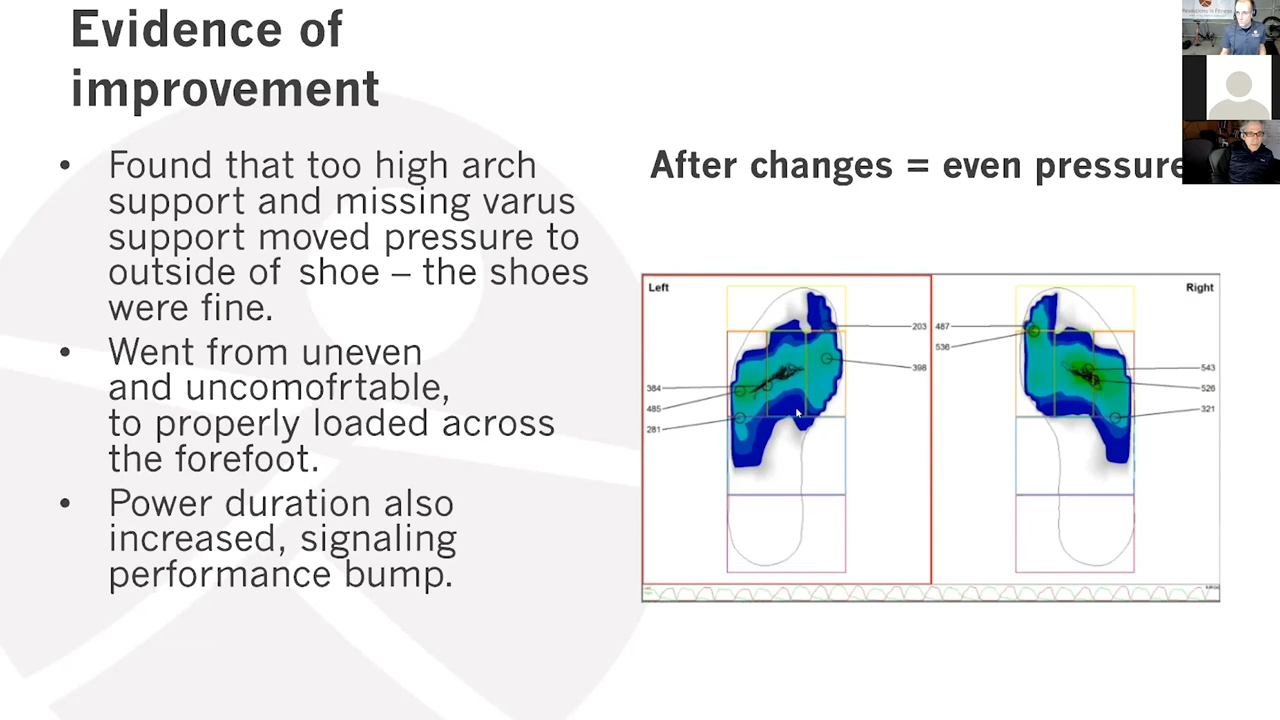 Evidence of
improvement
• Found that too high arch
support and missing varus
support moved pressure to
outside of shoe – the shoes
were fine.
• Went from uneven
and uncomofrtable,
to properly loaded across
the forefoot.
• Power duration also
increased, signaling
performance bump.
After changes = even pressure
Left
Right
203
487
536
398
384
485
281
543
526
321